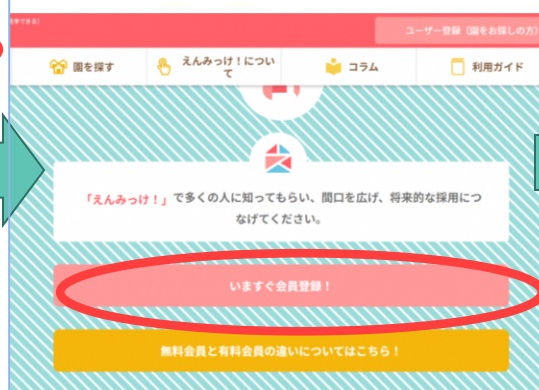 学できる]
ユーザー登録（園をお探しの方）
園を探す
えんみっけ！につい
て
コラム
利用ガイド
「えんみっけ！」で多くの人に知ってもらい、間口を広げ、将来的な採用につ
なげてください。
いますぐ会員登録！
無料会員と有料会員の違いについてはこちら！